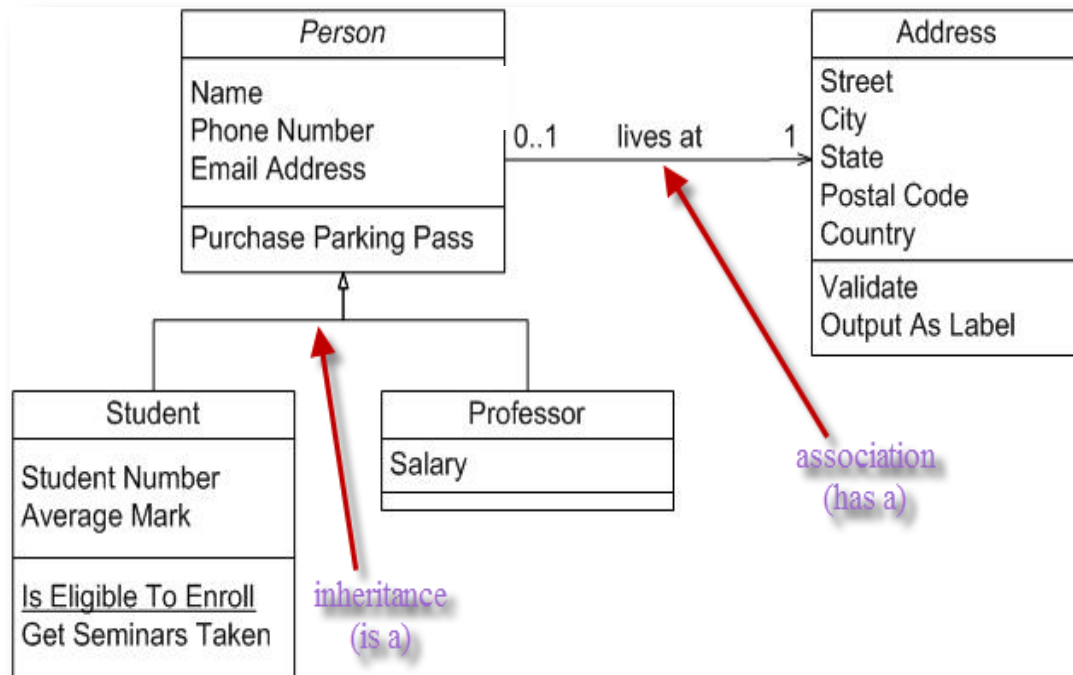 Person
Name
Phone Number
Email Address
Purchase Parking Pass
0..1 lives at 1
Address
Street
City
State
Postal Code
Country
Validate
Output As Label
Student
Student Number
Average Mark
Is Eligible To Enroll
Get Seminars Taken
Professor
Salary
inheritance
(is a)
association
(has a)